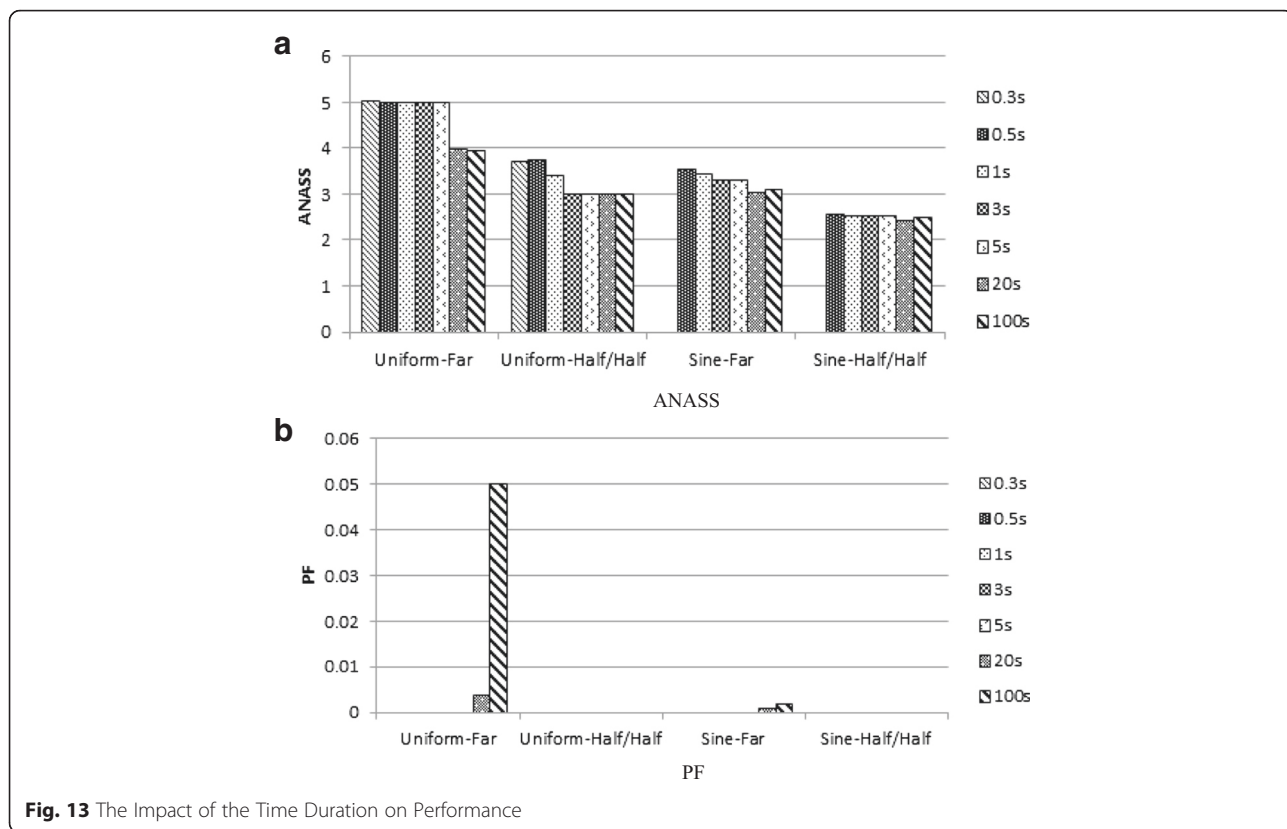 a
ANASS
6
5
4
3
2
1
0
Uniform-Far
Uniform-Half/Half
Sine-Far
Sine-Half/Half
0.3s
0.5s
1s
3s
5s
20s
100s
ANASS
b
PF
0.06
0.05
0.04
0.03
0.02
0.01
0
Uniform-Far
Uniform-Half/Half
Sine-Far
Sine-Half/Half
0.3s
0.5s
1s
3s
5s
20s
100s
PF
Fig. 13 The Impact of the Time Duration on Performance